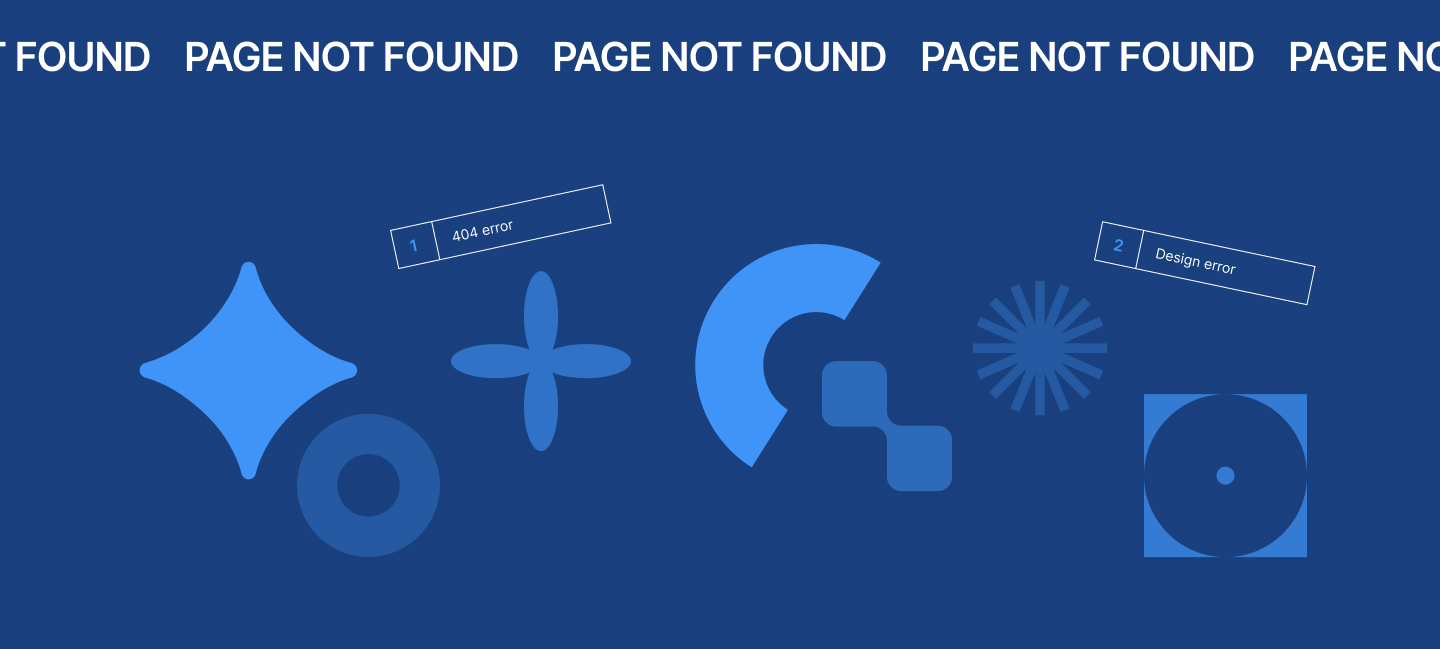 T FOUND PAGE NOT FOUND PAGE NOT FOUND PAGE NOT FOUND PAGE NO
1 404 error
2 Design error